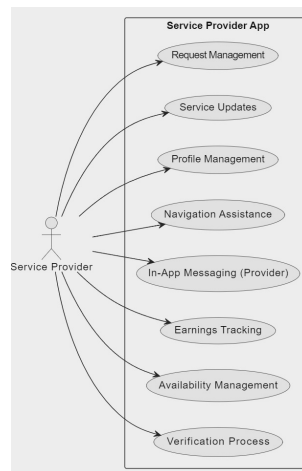 Service Provider App
Request Management
Service Updates
Profile Management
Navigation Assistance
Service Provider
In-App Messaging (Provider)
Earnings Tracking
Availability Management
Verification Process